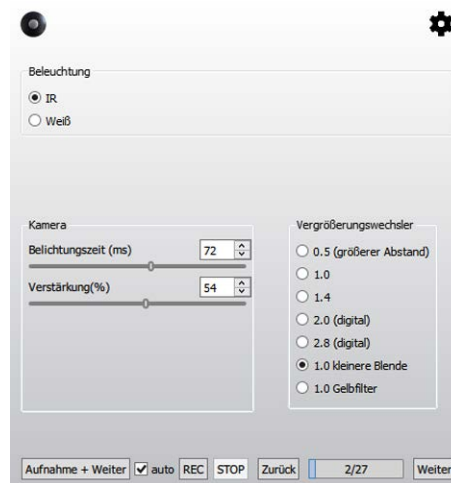 Beleuchtung
IR
Weiß
Kamera
Belichtungszeit (ms) 72
Verstärkung(%) 54
Vergrößerungswechsler
0.5 (größerer Abstand)
1.0
1.4
2.0 (digital)
2.8 (digital)
1.0 kleinere Blende
1.0 Gelbfilter
Aufnahme + Weiter auto REC STOP Zurück 2/27 Weiter